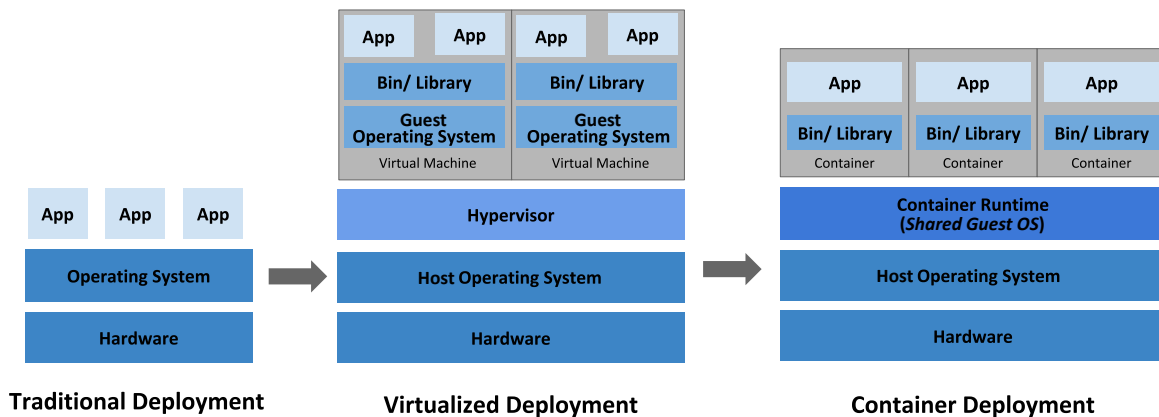 App
App
App
Operating System
Hardware
Traditional Deployment
App
App
Bin/ Library
Guest
Operating System
Virtual Machine
App
App
Bin/ Library
Guest
Operating System
Virtual Machine
Hypervisor
Host Operating System
Hardware
Virtualized Deployment
App
Bin/ Library
Container
App
Bin/ Library
Container
App
Bin/ Library
Container
Container Runtime
(Shared Guest OS)
Host Operating System
Hardware
Container Deployment